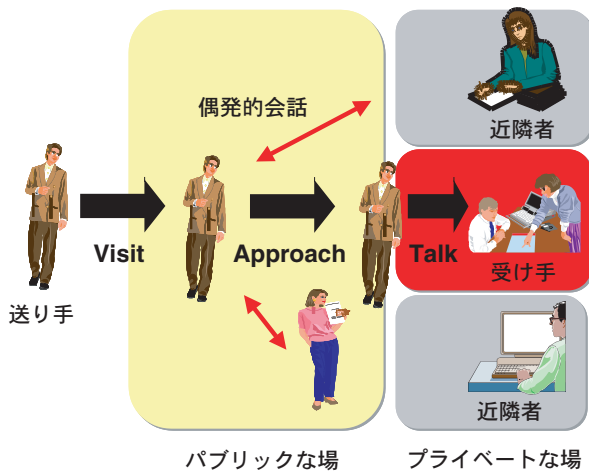 偶発的会話
近隣者
Visit
Approach
Talk
送り手
受け手
近隣者
パブリックな場
プライベートな場